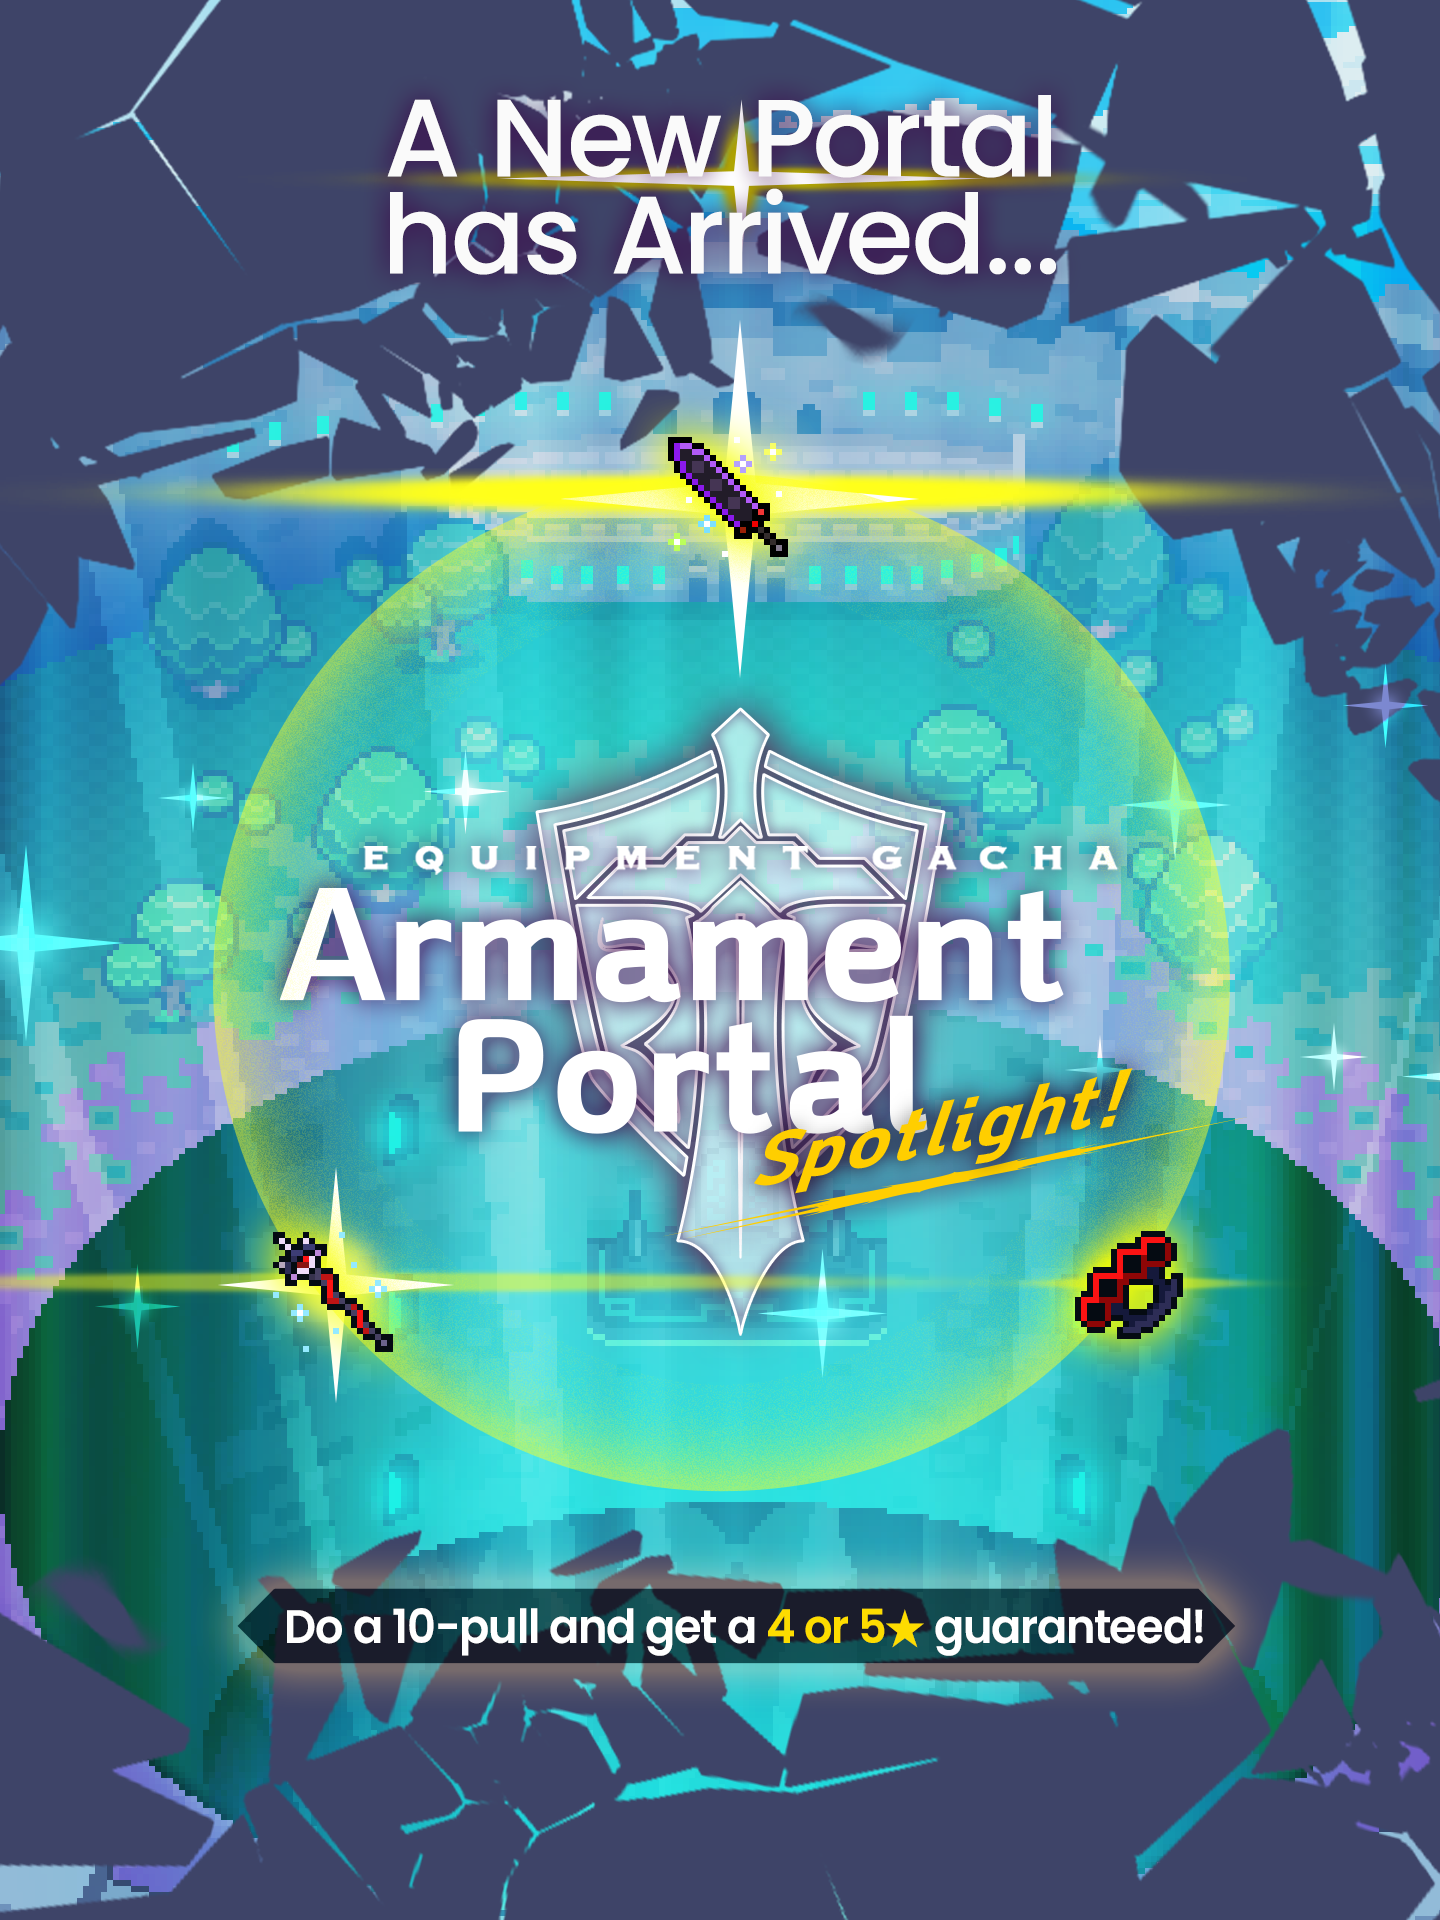 A New Portal
has Arrived...
EQUIPMENT GACHA
Armament
Portal
Spotlight!
Do a 10-pull and get a 4 or 5★ guaranteed!